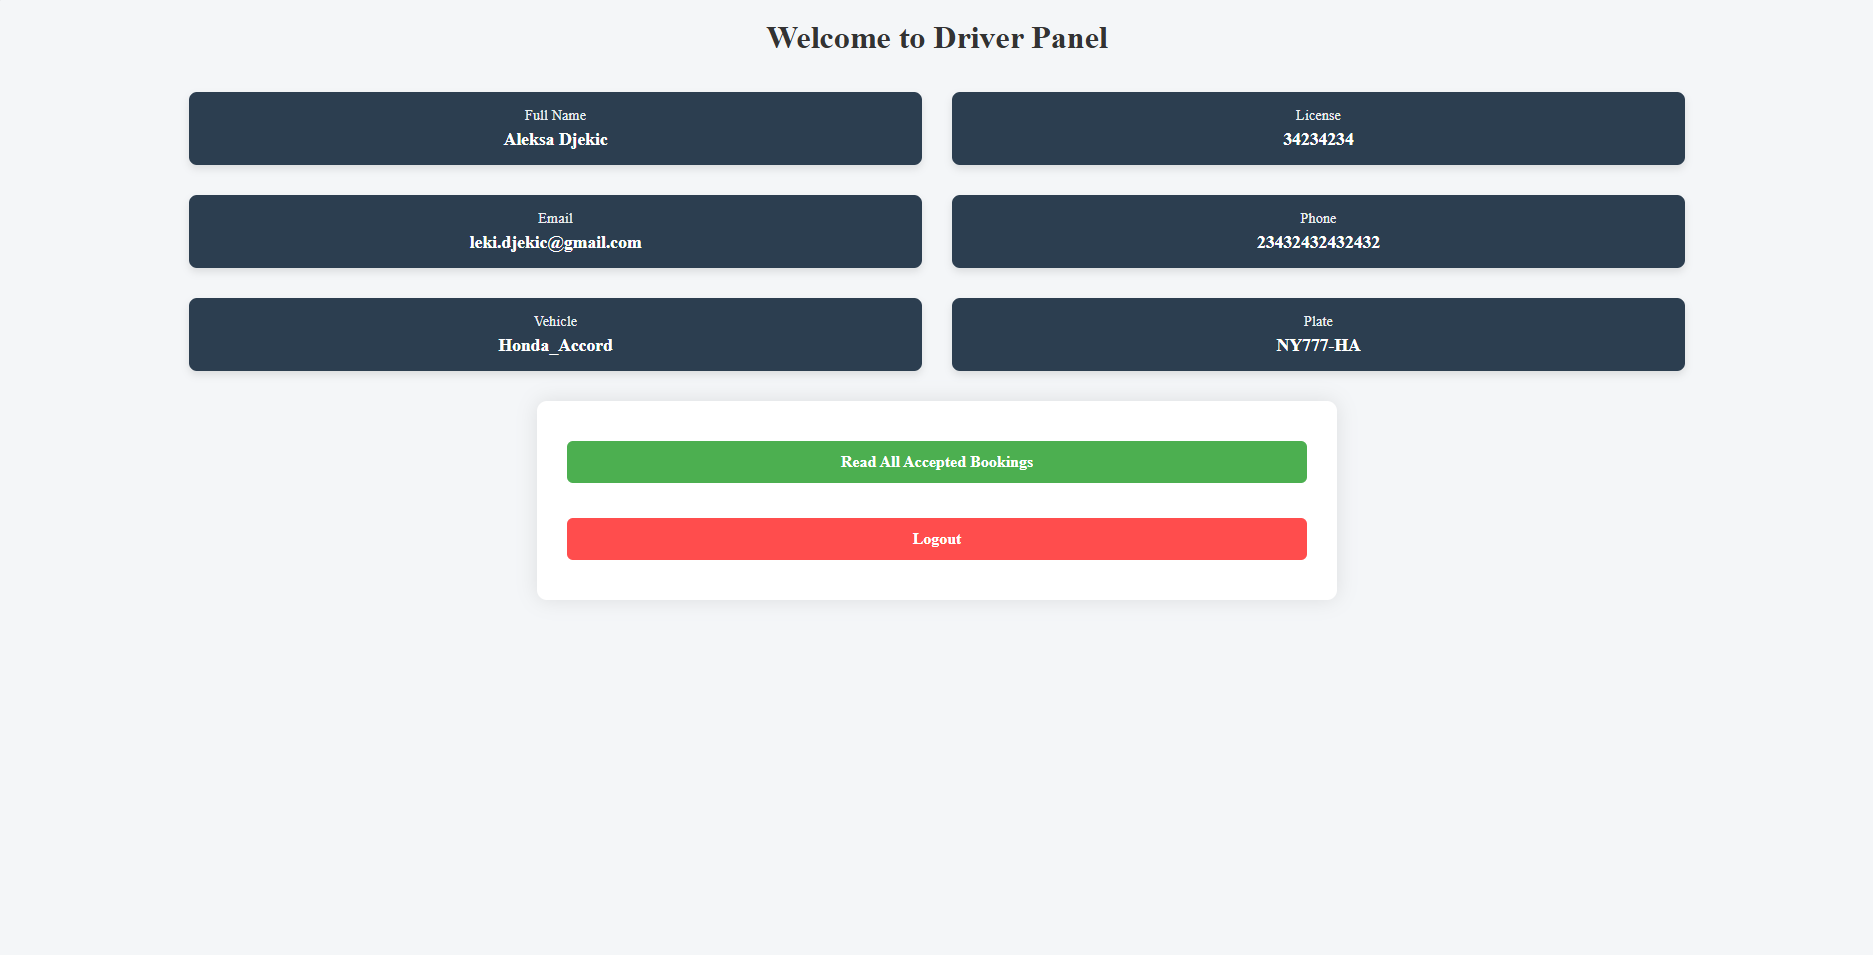 Welcome to Driver Panel
Full Name
Aleksa Djekic
License
34234234
Email
leki.djekic@gmail.com
Phone
23432432432432
Vehicle
Honda_Accord
Plate
NY777-HA
Read All Accepted Bookings
Logout